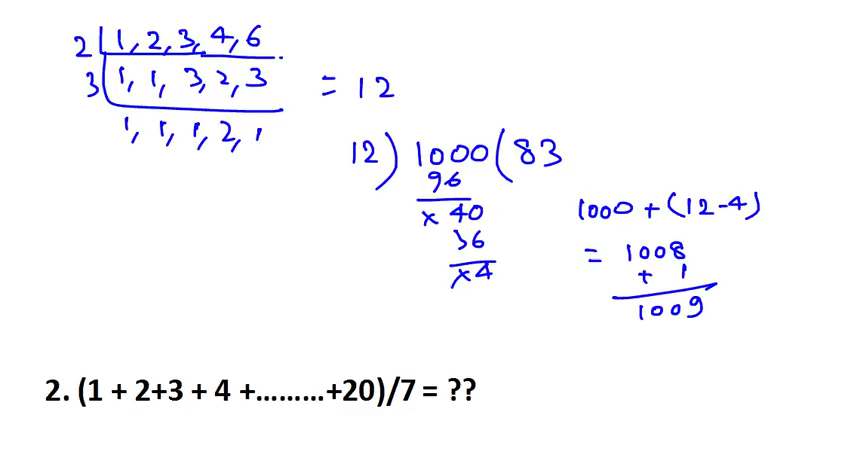 2 | 1, 2, 3, 4, 6
3 | 1, 1, 3, 2, 3 = 12
1, 1, 1, 2, 1
12 ) 1000 ( 83
96
x 40
36
x 4
1000 + (12 - 4)
= 1008
+ 1
1009
2. (1 + 2+3 + 4 +.........+20)/7 = ??